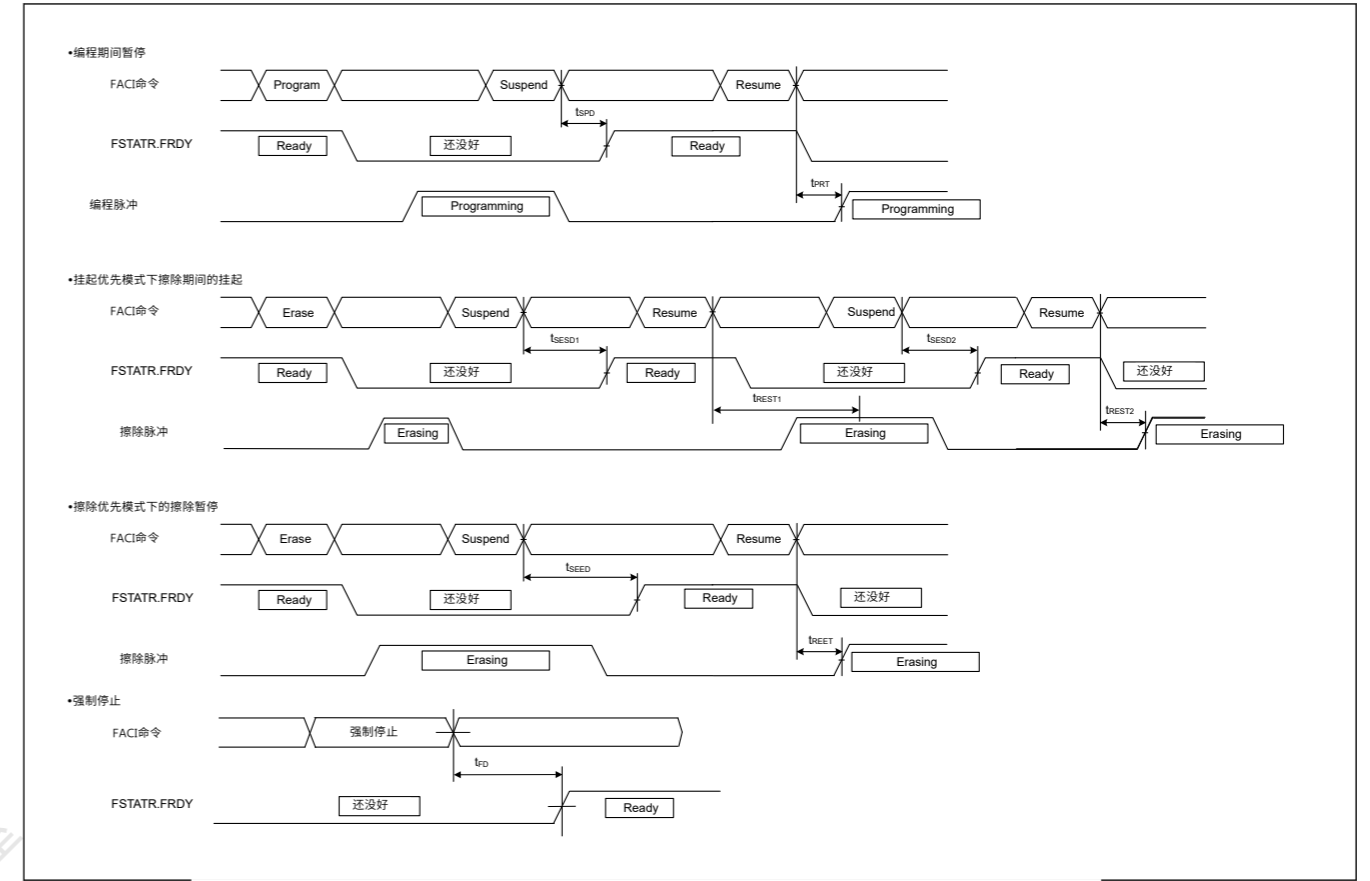 •编程期间暂停
FACI命令 Program Suspend Resume
tSPD
FSTATR.FRDY Ready 还没好 Ready
tPRT
编程脉冲 Programming Programming
•挂起优先模式下擦除期间的挂起
FACI命令 Erase Suspend Resume Suspend Resume
tSESD1 tSESD2
FSTATR.FRDY Ready 还没好 Ready 还没好 Ready 还没好
tREST1 tREST2
擦除脉冲 Erasing Erasing Erasing
•擦除优先模式下的擦除暂停
FACI命令 Erase Suspend Resume
tSEED
FSTATR.FRDY Ready 还没好 Ready 还没好
tREET
擦除脉冲 Erasing Erasing
•强制停止
FACI命令 强制停止
tFD
FSTATR.FRDY 还没好 Ready